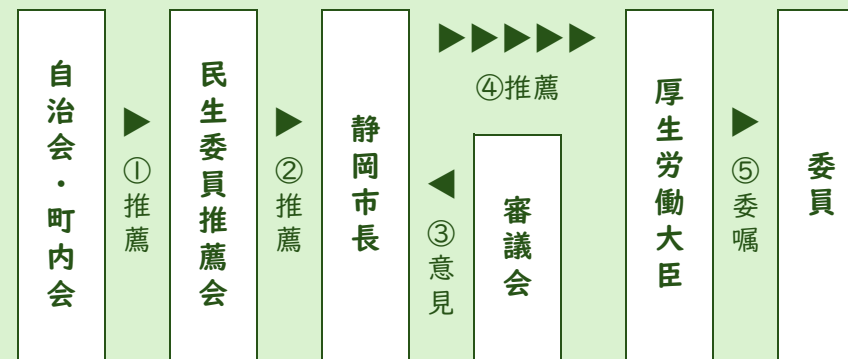 自治会・町内会
▶
①推薦
民生委員推薦会
▶
②推薦
静岡市長
▶▶▶▶▶
④推薦
◀
③意見
審議会
厚生労働大臣
▶
⑤委嘱
委員